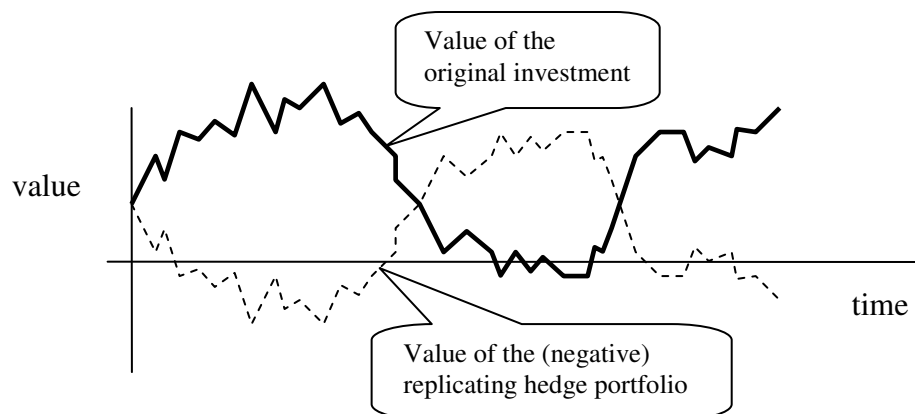 Value of the
original investment
value
time
Value of the (negative)
replicating hedge portfolio